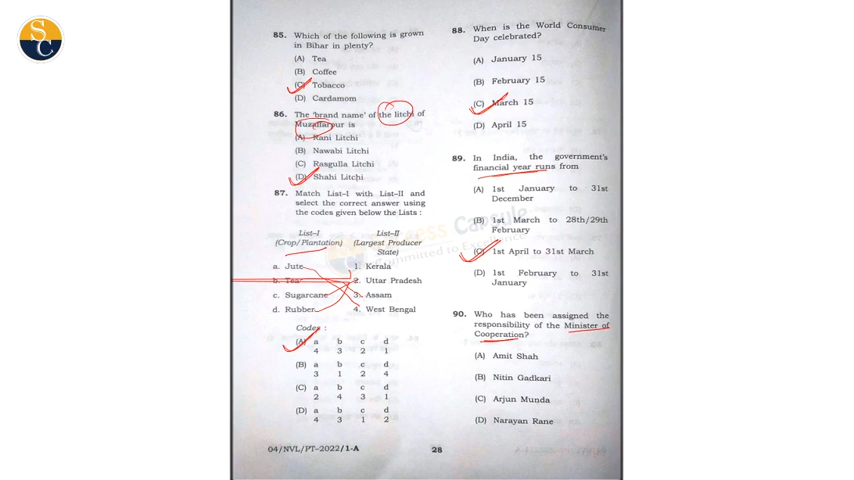 SC
85. Which of the following is grown
in Bihar in plenty?
(A) Tea
(B) Coffee
(C) Tobacco
(D) Cardamom
86. The 'brand name' of the litchi of
Muzaffarpur is
(A) Rani Litchi
(B) Nawabi Litchi
(C) Rasgulla Litchi
(D) Shahi Litchi
87. Match List-I with List-II and
select the correct answer using
the codes given below the Lists :
List-I List-II
(Crop/Plantation) (Largest Producer
State)
a. Jute 1. Kerala
b. Tea 2. Uttar Pradesh
c. Sugarcane 3. Assam
d. Rubber 4. West Bengal
Codes :
(A) a b c d
4 3 2 1
(B) a b c d
3 1 2 4
(C) a b c d
2 4 3 1
(D) a b c d
4 3 1 2
04/NVL/PT-2022/1-A
28
88. When is the World Consumer
Day celebrated?
(A) January 15
(B) February 15
(C) March 15
(D) April 15
89. In India, the government's
financial year runs from
(A) 1st January to 31st
December
(B) 1st March to 28th/29th
February
(C) 1st April to 31st March
(D) 1st February to 31st
January
90. Who has been assigned the
responsibility of the Minister of
Cooperation?
(A) Amit Shah
(B) Nitin Gadkari
(C) Arjun Munda
(D) Narayan Rane